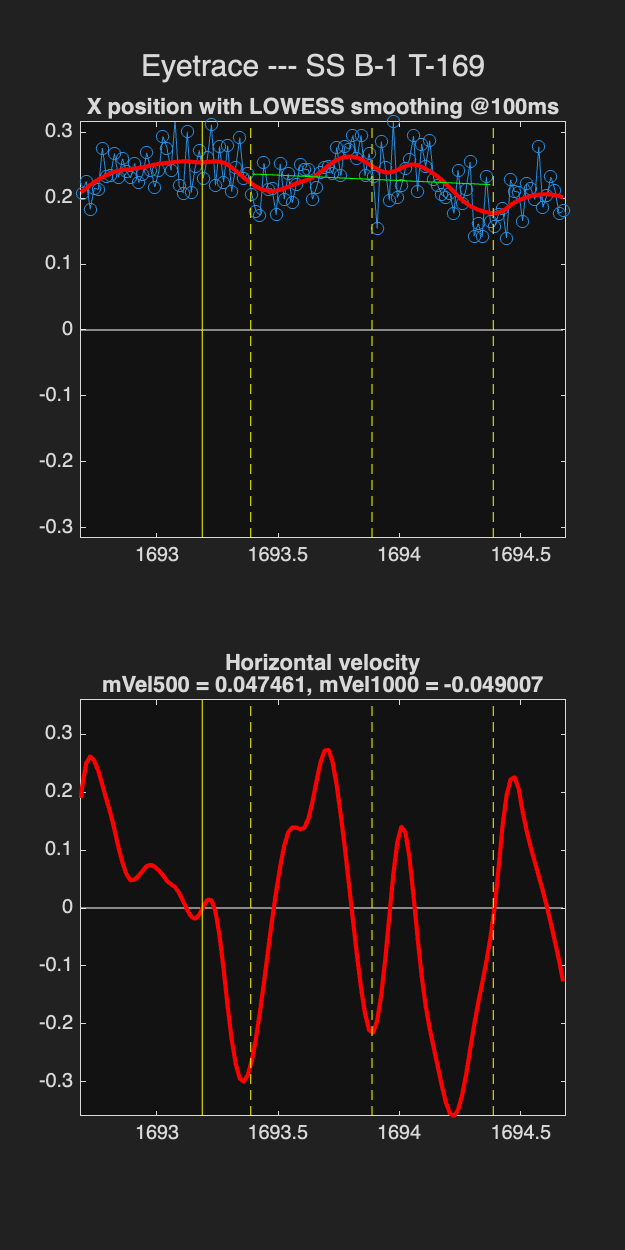 Eyetrace --- SS B-1 T-169
X position with LOWESS smoothing @100ms
0.3
0.2
0.1
0
-0.1
-0.2
-0.3
1693 1693.5 1694 1694.5
Horizontal velocity
mVel500 = 0.047461, mVel1000 = -0.049007
0.3
0.2
0.1
0
-0.1
-0.2
-0.3
1693 1693.5 1694 1694.5